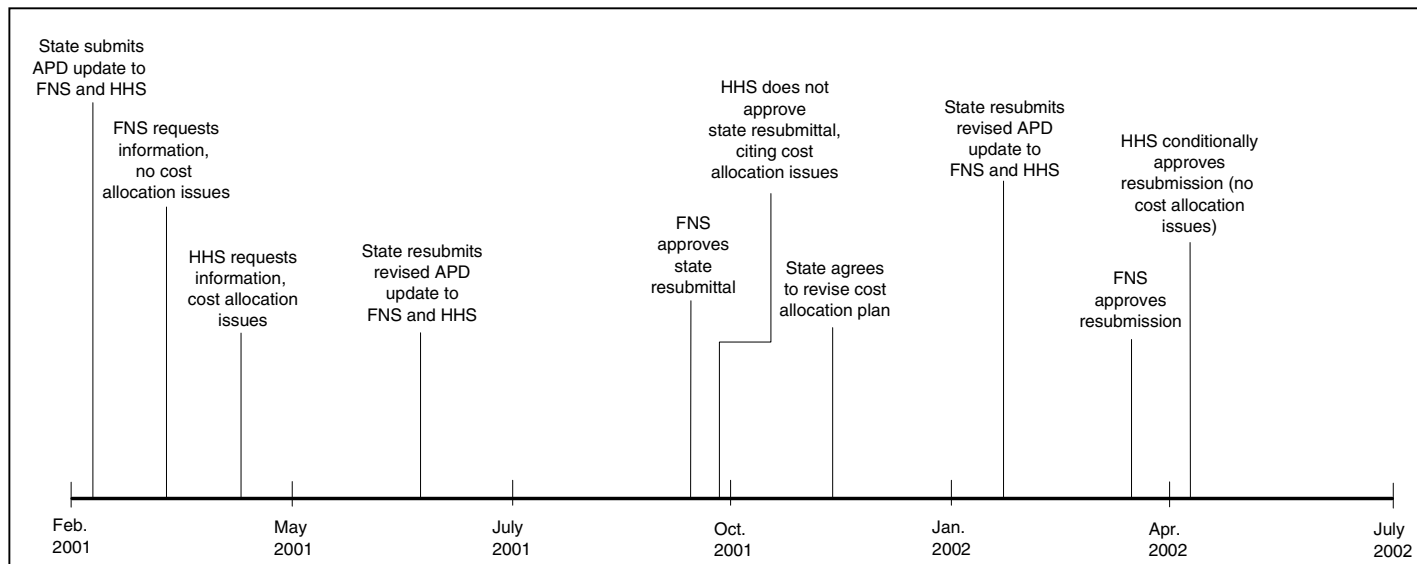 State submits
APD update to
FNS and HHS
FNS requests
information,
no cost
allocation issues
HHS requests
information,
cost allocation
issues
State resubmits
revised APD
update to
FNS and HHS
FNS
approves
state
resubmittal
HHS does not
approve
state resubmittal,
citing cost
allocation issues
State agrees
to revise cost
allocation plan
State resubmits
revised APD
update to
FNS and HHS
FNS
approves
resubmission
HHS conditionally
approves
resubmission (no
cost allocation
issues)
Feb.
2001
May
2001
July
2001
Oct.
2001
Jan.
2002
Apr.
2002
July
2002